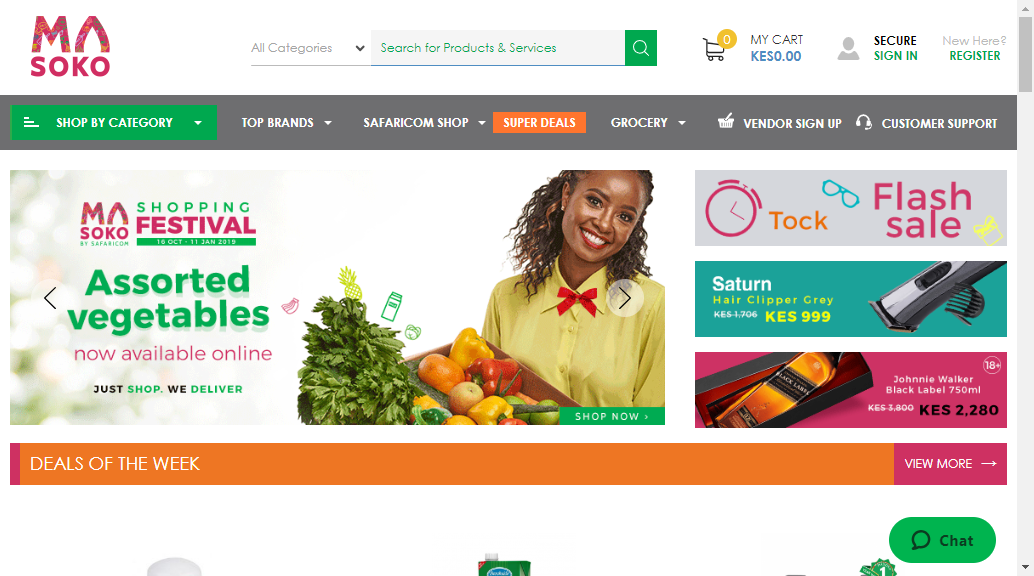 MA
SOKO
All Categories
Search for Products & Services
0
MY CART
KES0.00
SECURE
SIGN IN
New Here?
REGISTER
SHOP BY CATEGORY
TOP BRANDS
SAFARICOM SHOP
SUPER DEALS
GROCERY
VENDOR SIGN UP
CUSTOMER SUPPORT
MA
SOKO
BY SAFARICOM
SHOPPING
FESTIVAL
16 OCT - 11 JAN 2019
Assorted
vegetables
now available online
JUST SHOP. WE DELIVER
SHOP NOW >
Tock
Flash
sale
Saturn
Hair Clipper Grey
KES 1,706 KES 999
BLACK LABEL
18+
Johnnie Walker
Black Label 750ml
KES 3,800 KES 2,280
DEALS OF THE WEEK
VIEW MORE →
Chat
1